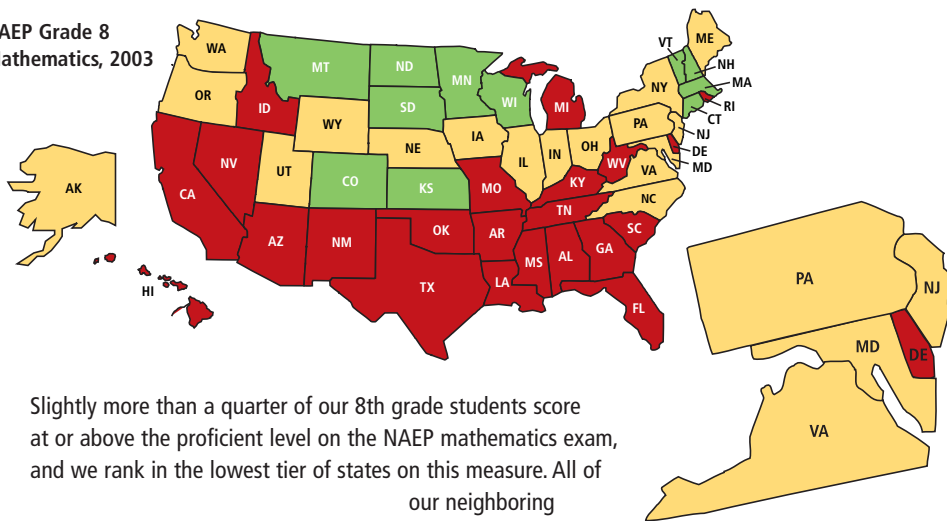 AEP Grade 8
athematics, 2003
WA
OR
ID
MT
ND
MN
SD
WI
MI
WY
NE
IA
NV
UT
CO
KS
CA
AZ
NM
OK
TX
MO
AR
LA
MS
AL
GA
FL
SC
TN
KY
IL
IN
OH
WV
VA
NC
PA
NY
ME
VT
NH
MA
RI
CT
NJ
DE
MD
AK
HI
PA
NJ
MD
DE
VA
Slightly more than a quarter of our 8th grade students score
at or above the proficient level on the NAEP mathematics exam,
and we rank in the lowest tier of states on this measure. All of
our neighboring